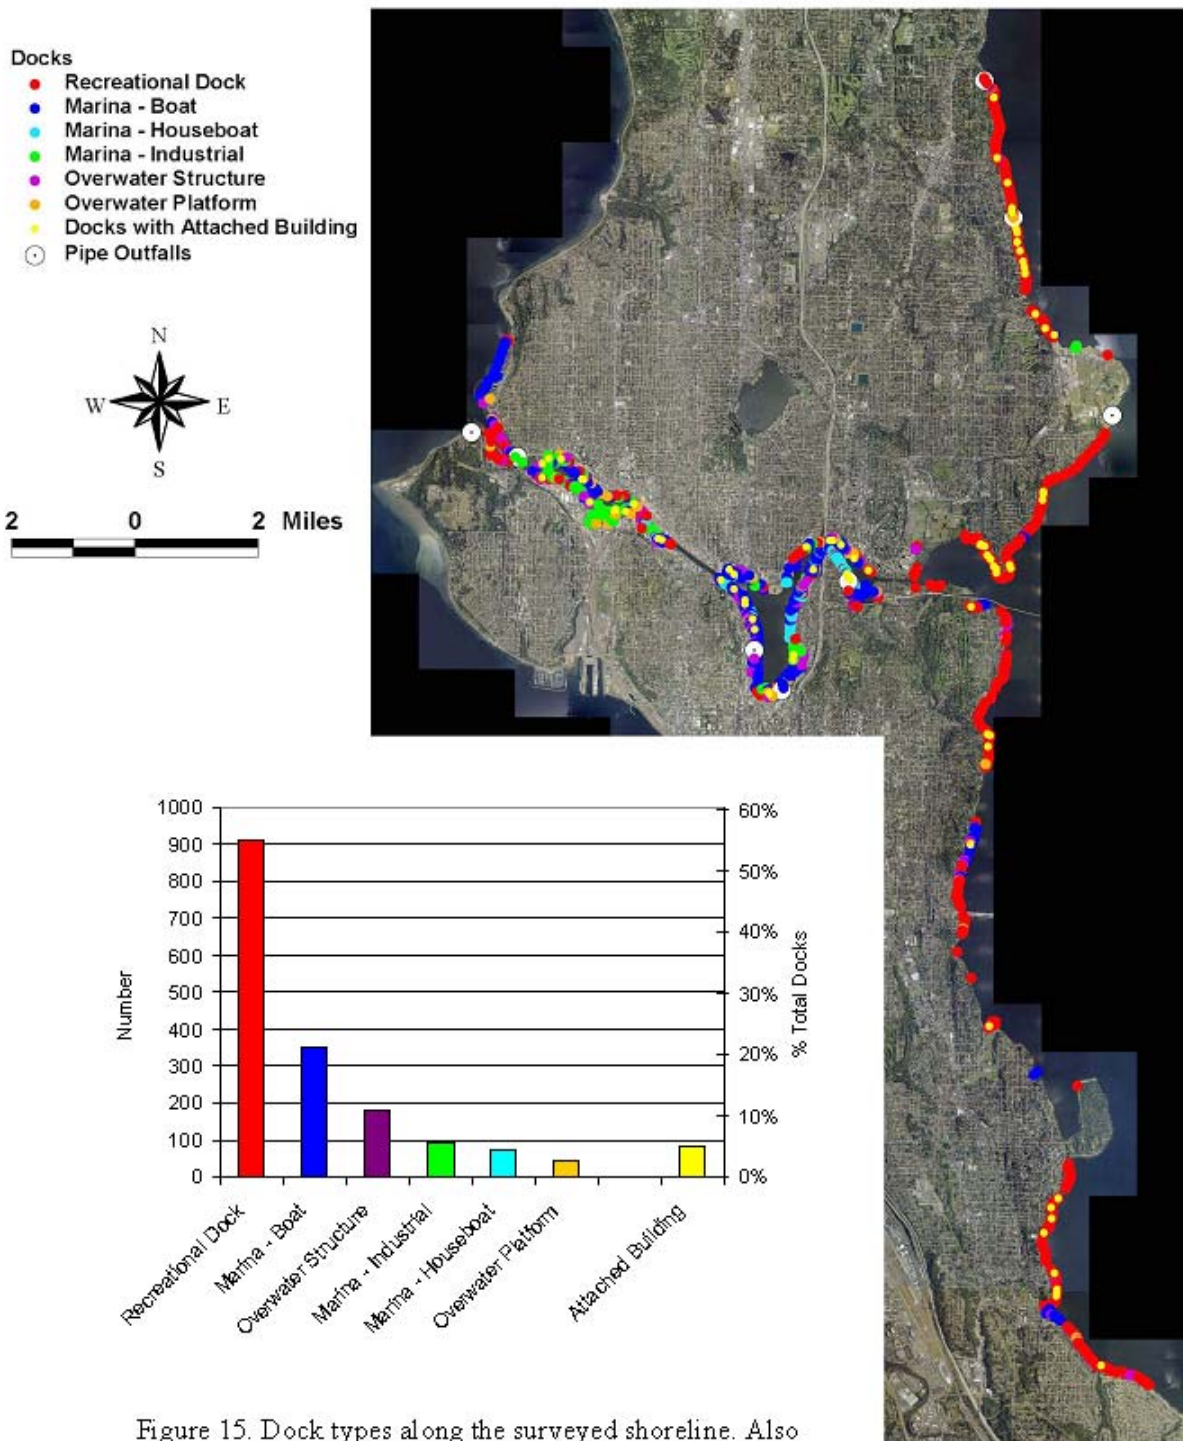 Docks
Recreational Dock
Marina - Boat
Marina - Houseboat
Marina - Industrial
Overwater Structure
Overwater Platform
Docks with Attached Building
Pipe Outfalls
N
W E
S
2 0 2 Miles
1000
900
800
700
600
500
400
300
200
100
0
Number
60%
50%
40%
30%
20%
10%
0%
% Total Docks
Recreational Dock
Marina - Boat
Overwater Structure
Marina - Industrial
Marina - Houseboat
Overwater Platform
Attached Building
Figure 15. Dock types along the surveyed shoreline. Also